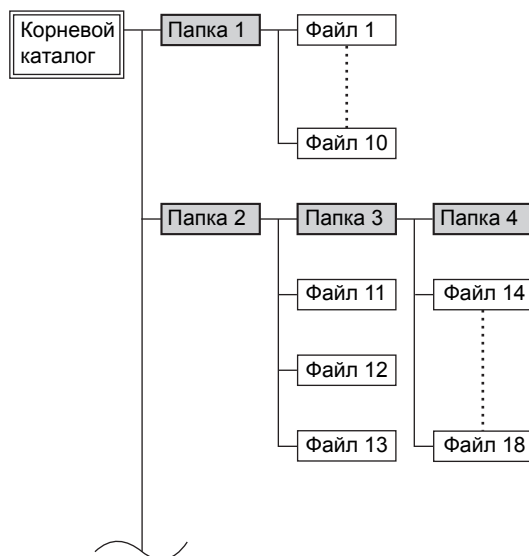 Корневой
каталог
Папка 1
Файл 1
Файл 10
Папка 2
Папка 3
Папка 4
Файл 11
Файл 14
Файл 12
Файл 13
Файл 18